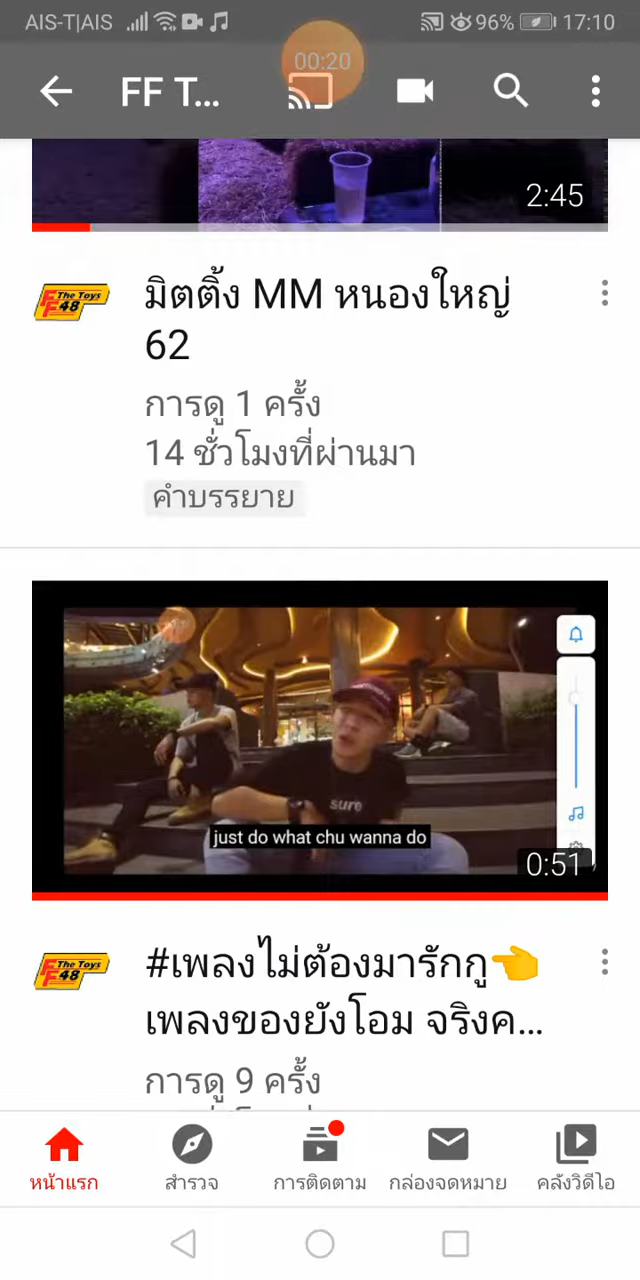 AIS-T|AIS 96% 17:10
00:20
FF T...
2:45
The Toys
FF48
มิตติ้ง MM หนองใหญ่
62
การดู 1 ครั้ง
14 ชั่วโมงที่ผ่านมา
คำบรรยาย
sure
just do what chu wanna do
0:51
The Toys
FF48
#เพลงไม่ต้องมารักกู👈
เพลงของยังโอม จริงค...
การดู 9 ครั้ง
หน้าแรก สำรวจ การติดตาม กล่องจดหมาย คลังวิดีโอ